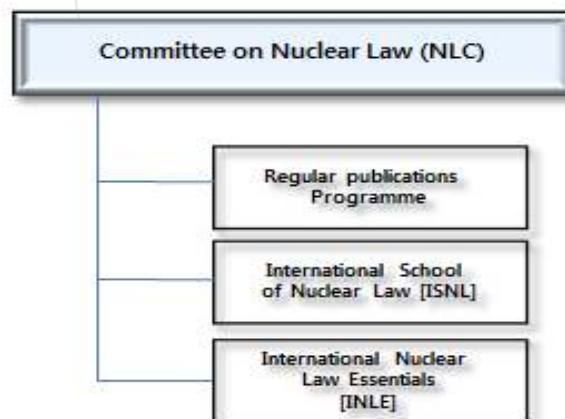 Committee on Nuclear Law (NLC)
Regular publications
Programme
International School
of Nuclear Law [ISNL]
International Nuclear
Law Essentials
[INLE]